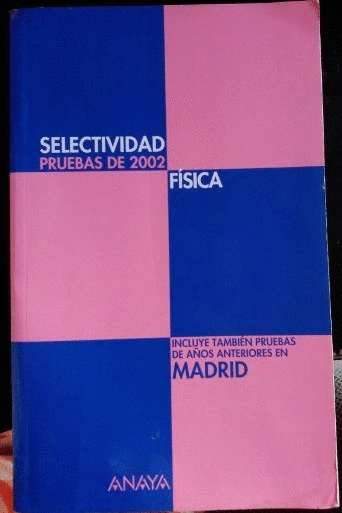 SELECTIVIDAD
PRUEBAS DE 2002
FÍSICA
INCLUYE TAMBIÉN PRUEBAS
DE AÑOS ANTERIORES EN
MADRID
ANAYA